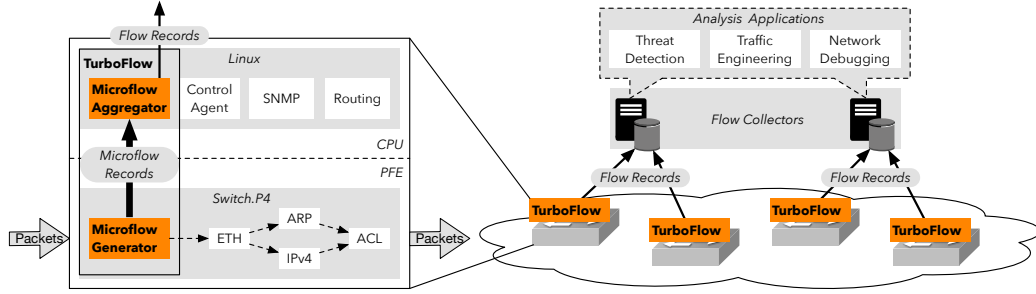 Flow Records
TurboFlow
Linux
Microflow
Aggregator
Control
Agent
SNMP
Routing
CPU
Microflow
Records
PFE
Switch.P4
Packets
Microflow
Generator
ETH
ARP
IPv4
ACL
Packets
Analysis Applications
Threat
Detection
Traffic
Engineering
Network
Debugging
Flow Collectors
Flow Records
Flow Records
TurboFlow
TurboFlow
TurboFlow
TurboFlow